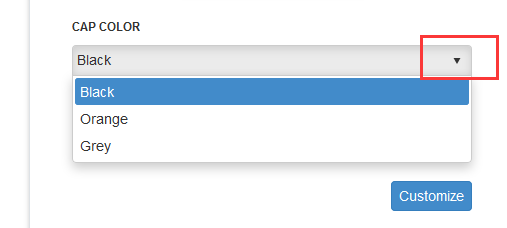 CAP COLOR
Black
Black
Orange
Grey
Customize